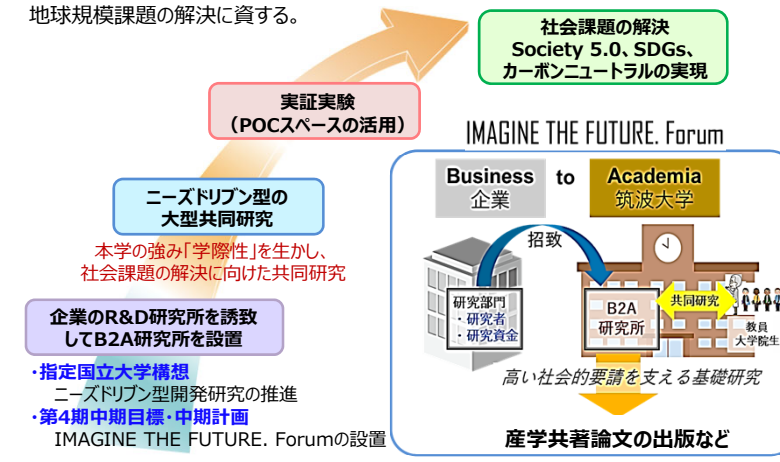 地球規模課題の解決に資する。
社会課題の解決
Society 5.0、SDGs、
カーボンニュートラルの実現
実証実験
（POCスペースの活用）
ニーズドリブン型の
大型共同研究
本学の強み「学際性」を生かし、
社会課題の解決に向けた共同研究
企業のR&D研究所を誘致
してB2A研究所を設置
・指定国立大学構想
ニーズドリブン型開発研究の推進
・第4期中期目標・中期計画
IMAGINE THE FUTURE. Forumの設置
IMAGINE THE FUTURE. Forum
Business to Academia
企業 筑波大学
招致
研究部門
・研究者
・研究資金
B2A
研究所
共同研究
教員
大学院生
高い社会的要請を支える基礎研究
産学共著論文の出版など